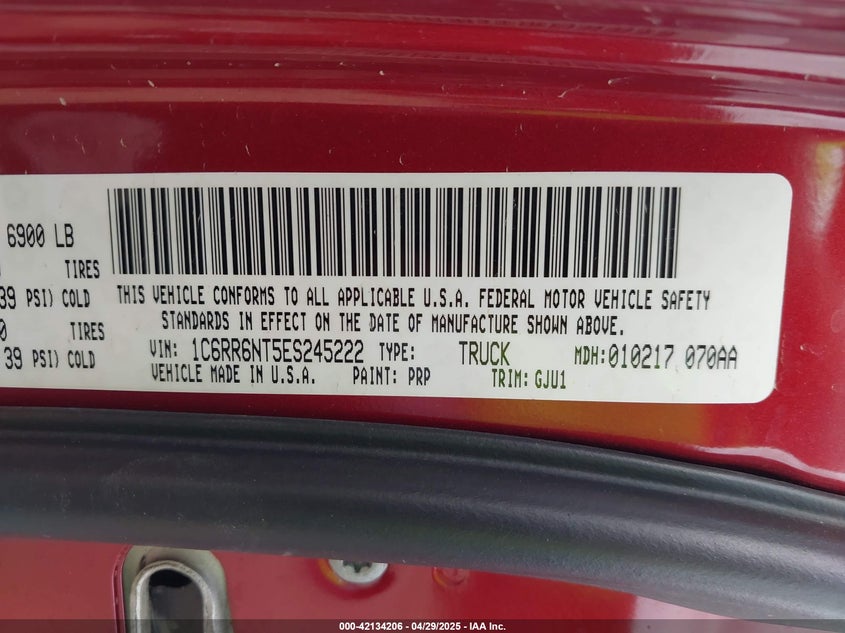 6900 LB
TIRES
39 PSI) COLD
TIRES
39 PSI) COLD
THIS VEHICLE CONFORMS TO ALL APPLICABLE U.S.A. FEDERAL MOTOR VEHICLE SAFETY
STANDARDS IN EFFECT ON THE DATE OF MANUFACTURE SHOWN ABOVE.
VIN: 1C6RR6NT5ES245222 TYPE: TRUCK MDH: 010217 070AA
VEHICLE MADE IN U.S.A. PAINT: PRP TRIM: GJU1
000-42134206 - 04/29/2025 - IAA Inc.